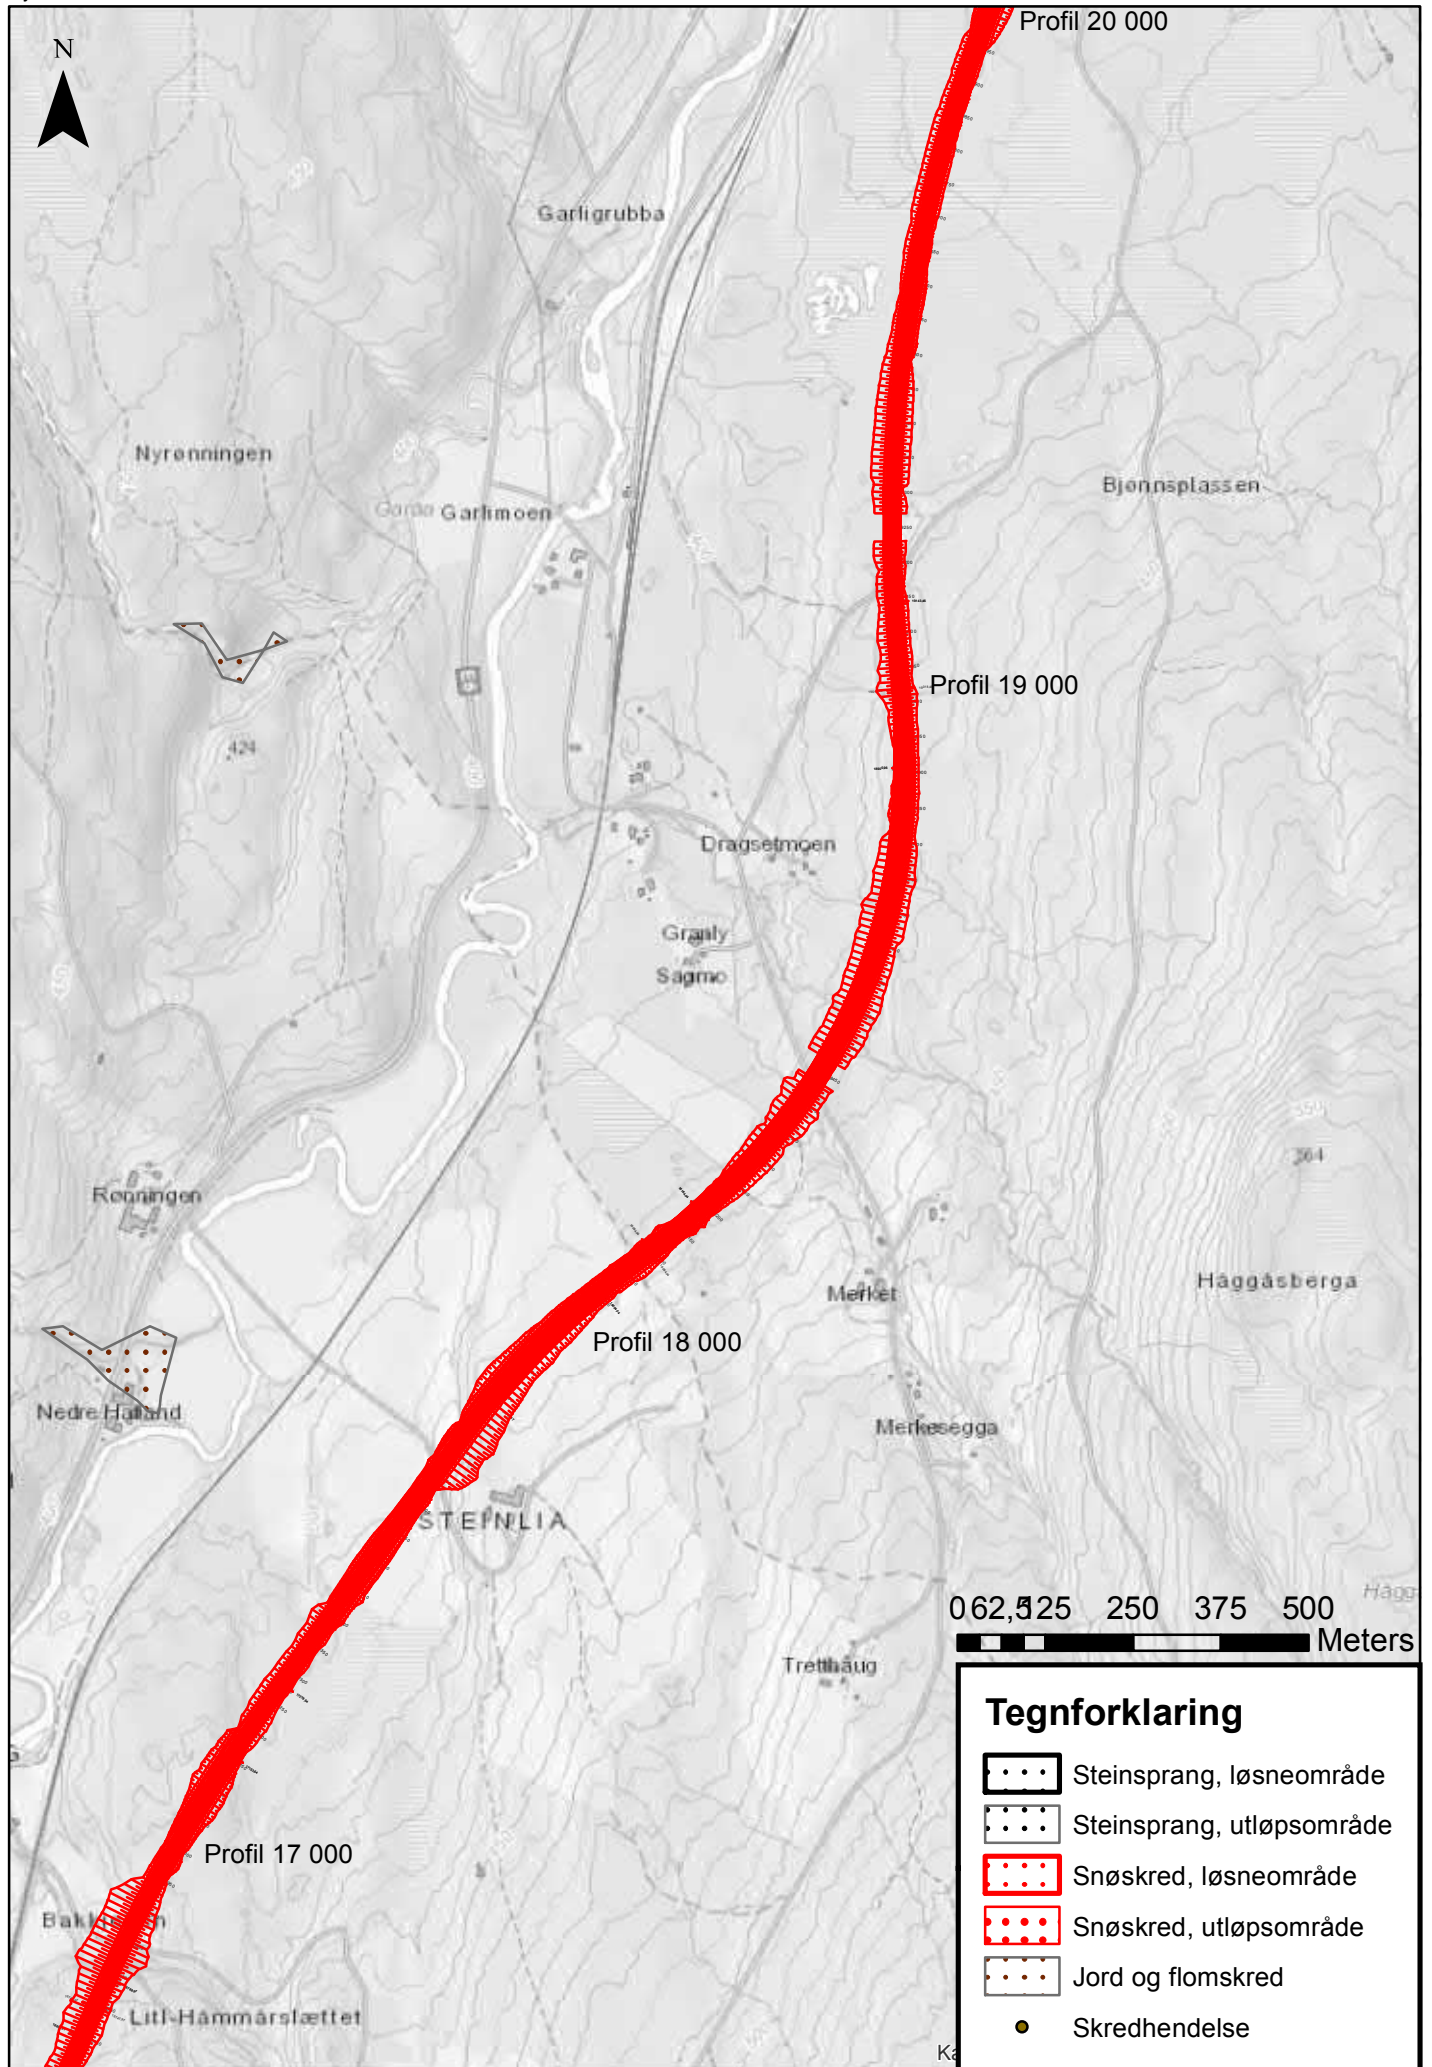 Profil 20 000
N
Garligrubba
Nyrønningen
Bjønnsplassen
Garlimoen
Profil 19 000
424
Dragsetmoen
Granly
Sagmo
364
Rønningen
Håggåsberga
Merket
Profil 18 000
Nedre Halland
Merkesegga
STEINLIA
0 62,5 125 250 375 500
Meters
Tretthaug
Tegnforklaring
Steinsprang, løsneområde
Steinsprang, utløpsområde
Profil 17 000
Snøskred, løsneområde
Snøskred, utløpsområde
Jord og flomskred
Litl-Hammarslættet
Skredhendelse